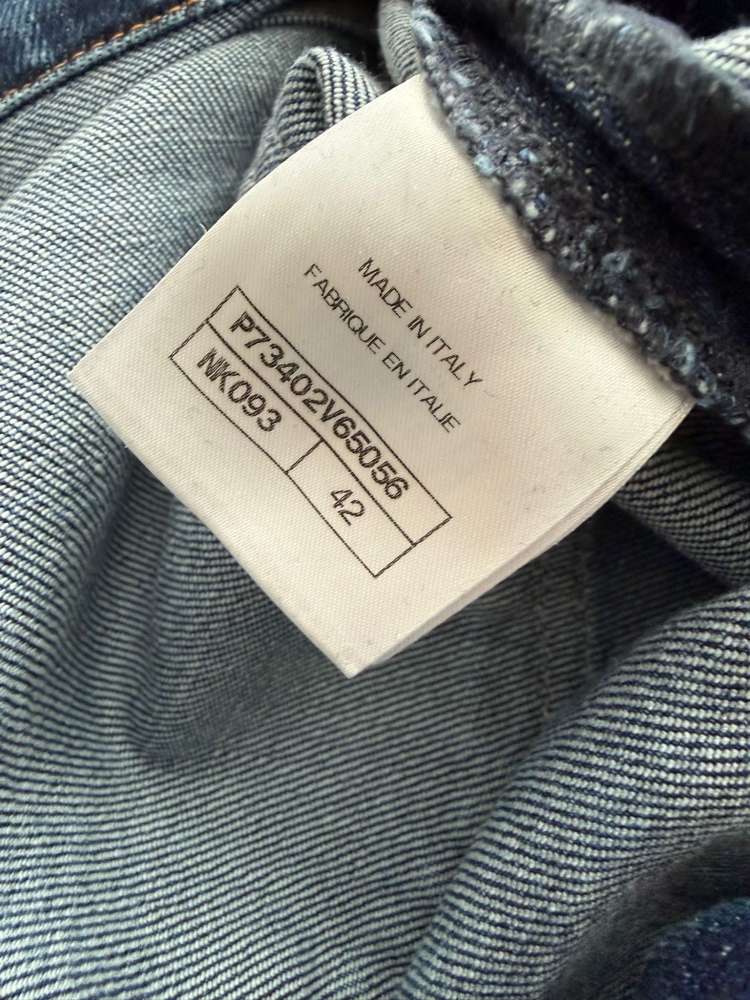 MADE IN ITALY
FABRIQUE EN ITALIE
P73402V65056
NK093 42